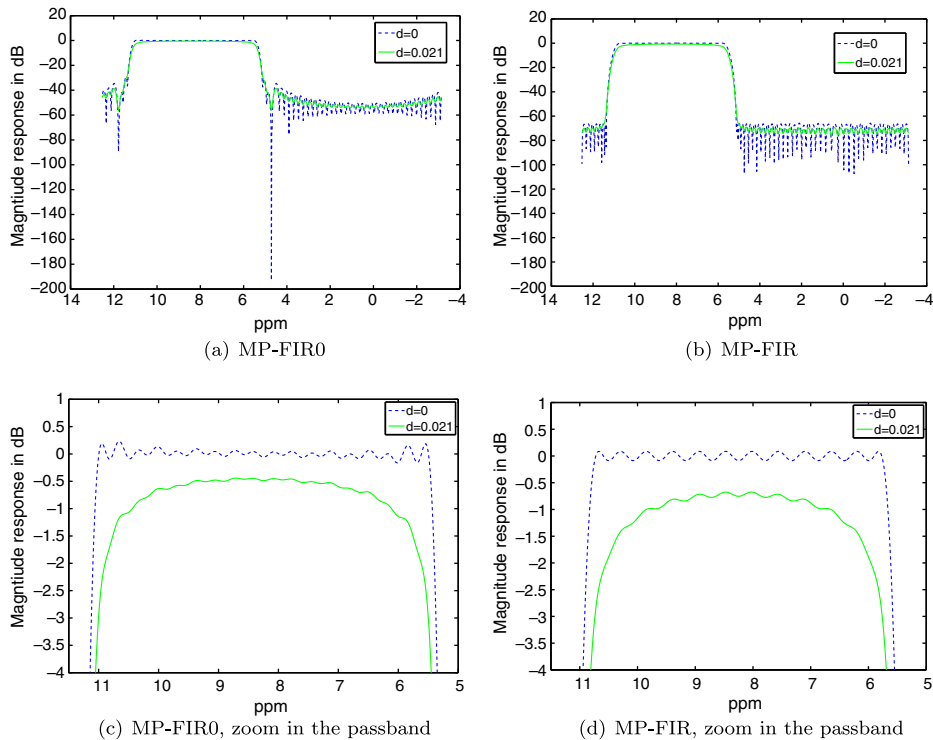 20
0
−20
−40
−60
−80
−100
−120
−140
−160
−180
−200
Magntiude response in dB
d=0
d=0.021
14 12 10 8 6 4 2 0 −2 −4
ppm
(a) MP-FIR0
20
0
−20
−40
−60
−80
−100
−120
−140
−160
−180
−200
Magntiude response in dB
d=0
d=0.021
14 12 10 8 6 4 2 0 −2 −4
ppm
(b) MP-FIR
1
0.5
0
−0.5
−1
−1.5
−2
−2.5
−3
−3.5
−4
Magntiude response in dB
d=0
d=0.021
11 10 9 8 7 6 5
ppm
(c) MP-FIR0, zoom in the passband
1
0.5
0
−0.5
−1
−1.5
−2
−2.5
−3
−3.5
−4
Magnitude response in dB
d=0
d=0.021
11 10 9 8 7 6 5
ppm
(d) MP-FIR, zoom in the passband